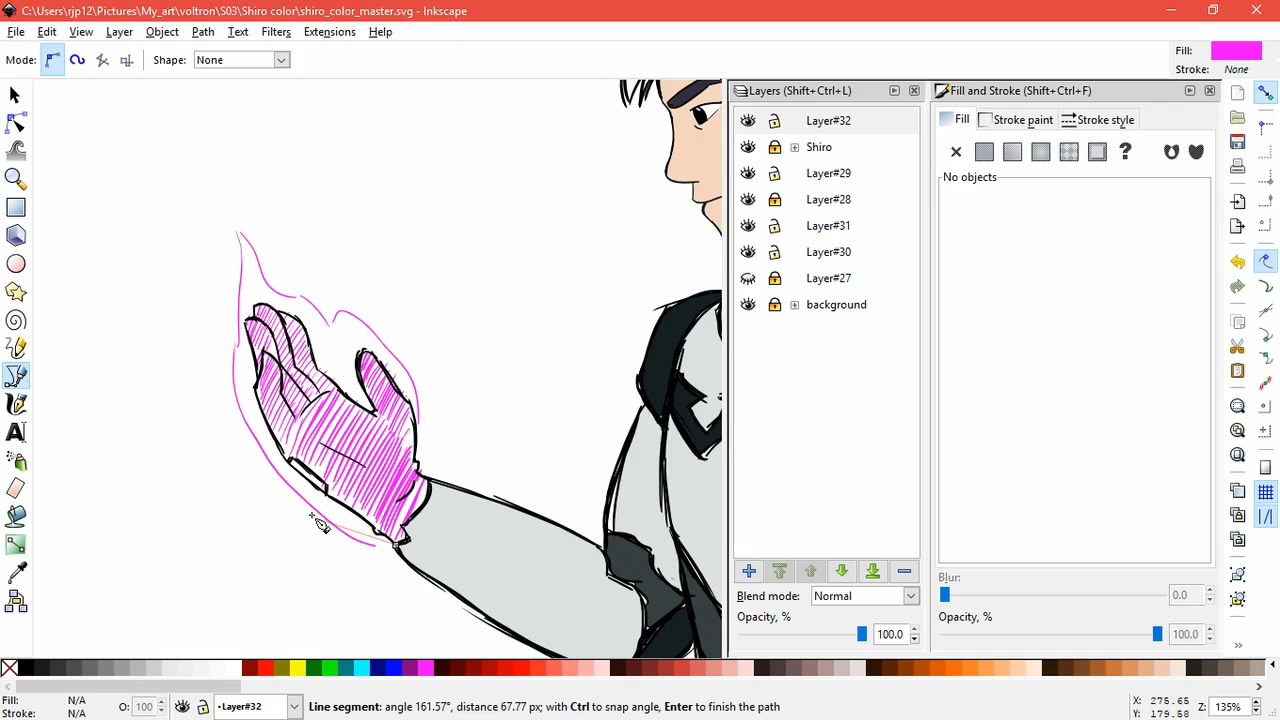 C:\Users\rjp12\Pictures\My_art\voltron\S03\Shiro color\shiro_color_master.svg - Inkscape
File Edit View Layer Object Path Text Filters Extensions Help
Mode: Shape: None
Fill:
Stroke: None
Layers (Shift+Ctrl+L)
Layer#32
Shiro
Layer#29
Layer#28
Layer#31
Layer#30
Layer#27
background
Blend mode: Normal
Opacity, %
100.0
Fill and Stroke (Shift+Ctrl+F)
Fill Stroke paint Stroke style
No objects
Blur:
0.0
Opacity, %
100.0
Fill: N/A
Stroke: N/A
O: 100
Layer#32
Line segment: angle 161.57°, distance 67.77 px; with Ctrl to snap angle, Enter to finish the path
X: 275.65
Y: 179.58
Z: 135%